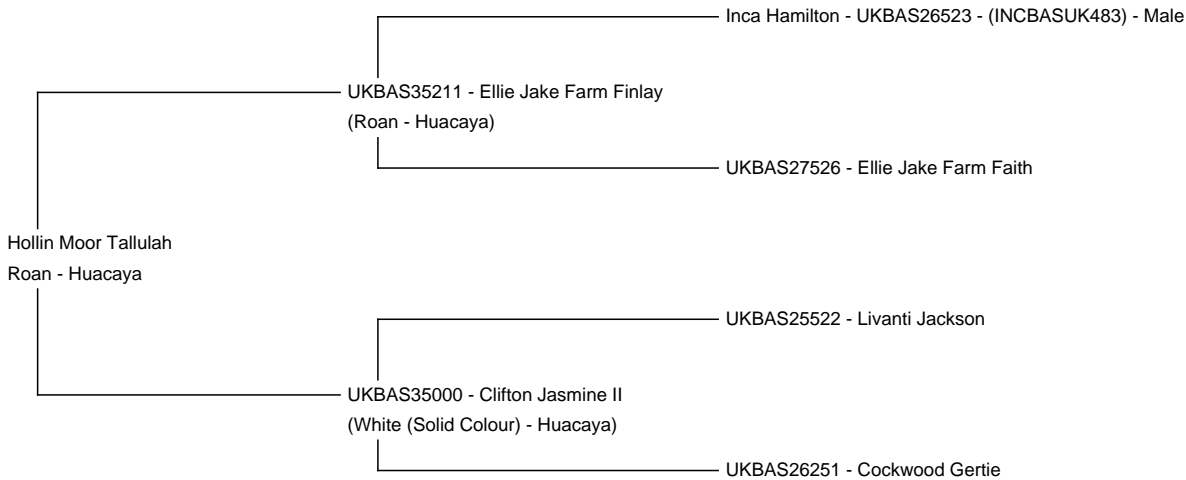 Inca Hamilton - UKBAS26523 - (INCBASUK483) - Male
UKBAS35211 - Ellie Jake Farm Finlay
(Roan - Huacaya)
UKBAS27526 - Ellie Jake Farm Faith
Hollin Moor Tallulah
Roan - Huacaya
UKBAS25522 - Livanti Jackson
UKBAS35000 - Clifton Jasmine II
(White (Solid Colour) - Huacaya)
UKBAS26251 - Cockwood Gertie